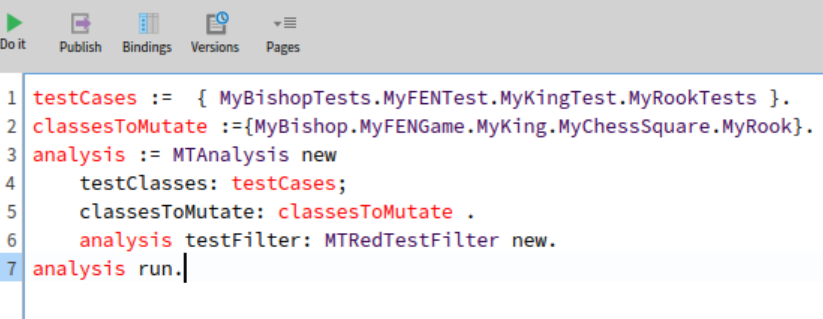 Do it Publish Bindings Versions Pages
1 testCases :=  { MyBishopTests.MyFENTest.MyKingTest.MyRookTests }.
2 classesToMutate :={MyBishop.MyFENGame.MyKing.MyChessSquare.MyRook}.
3 analysis := MTAnalysis new
4     testClasses: testCases;
5     classesToMutate: classesToMutate .
6     analysis testFilter: MTRedTestFilter new.
7 analysis run.